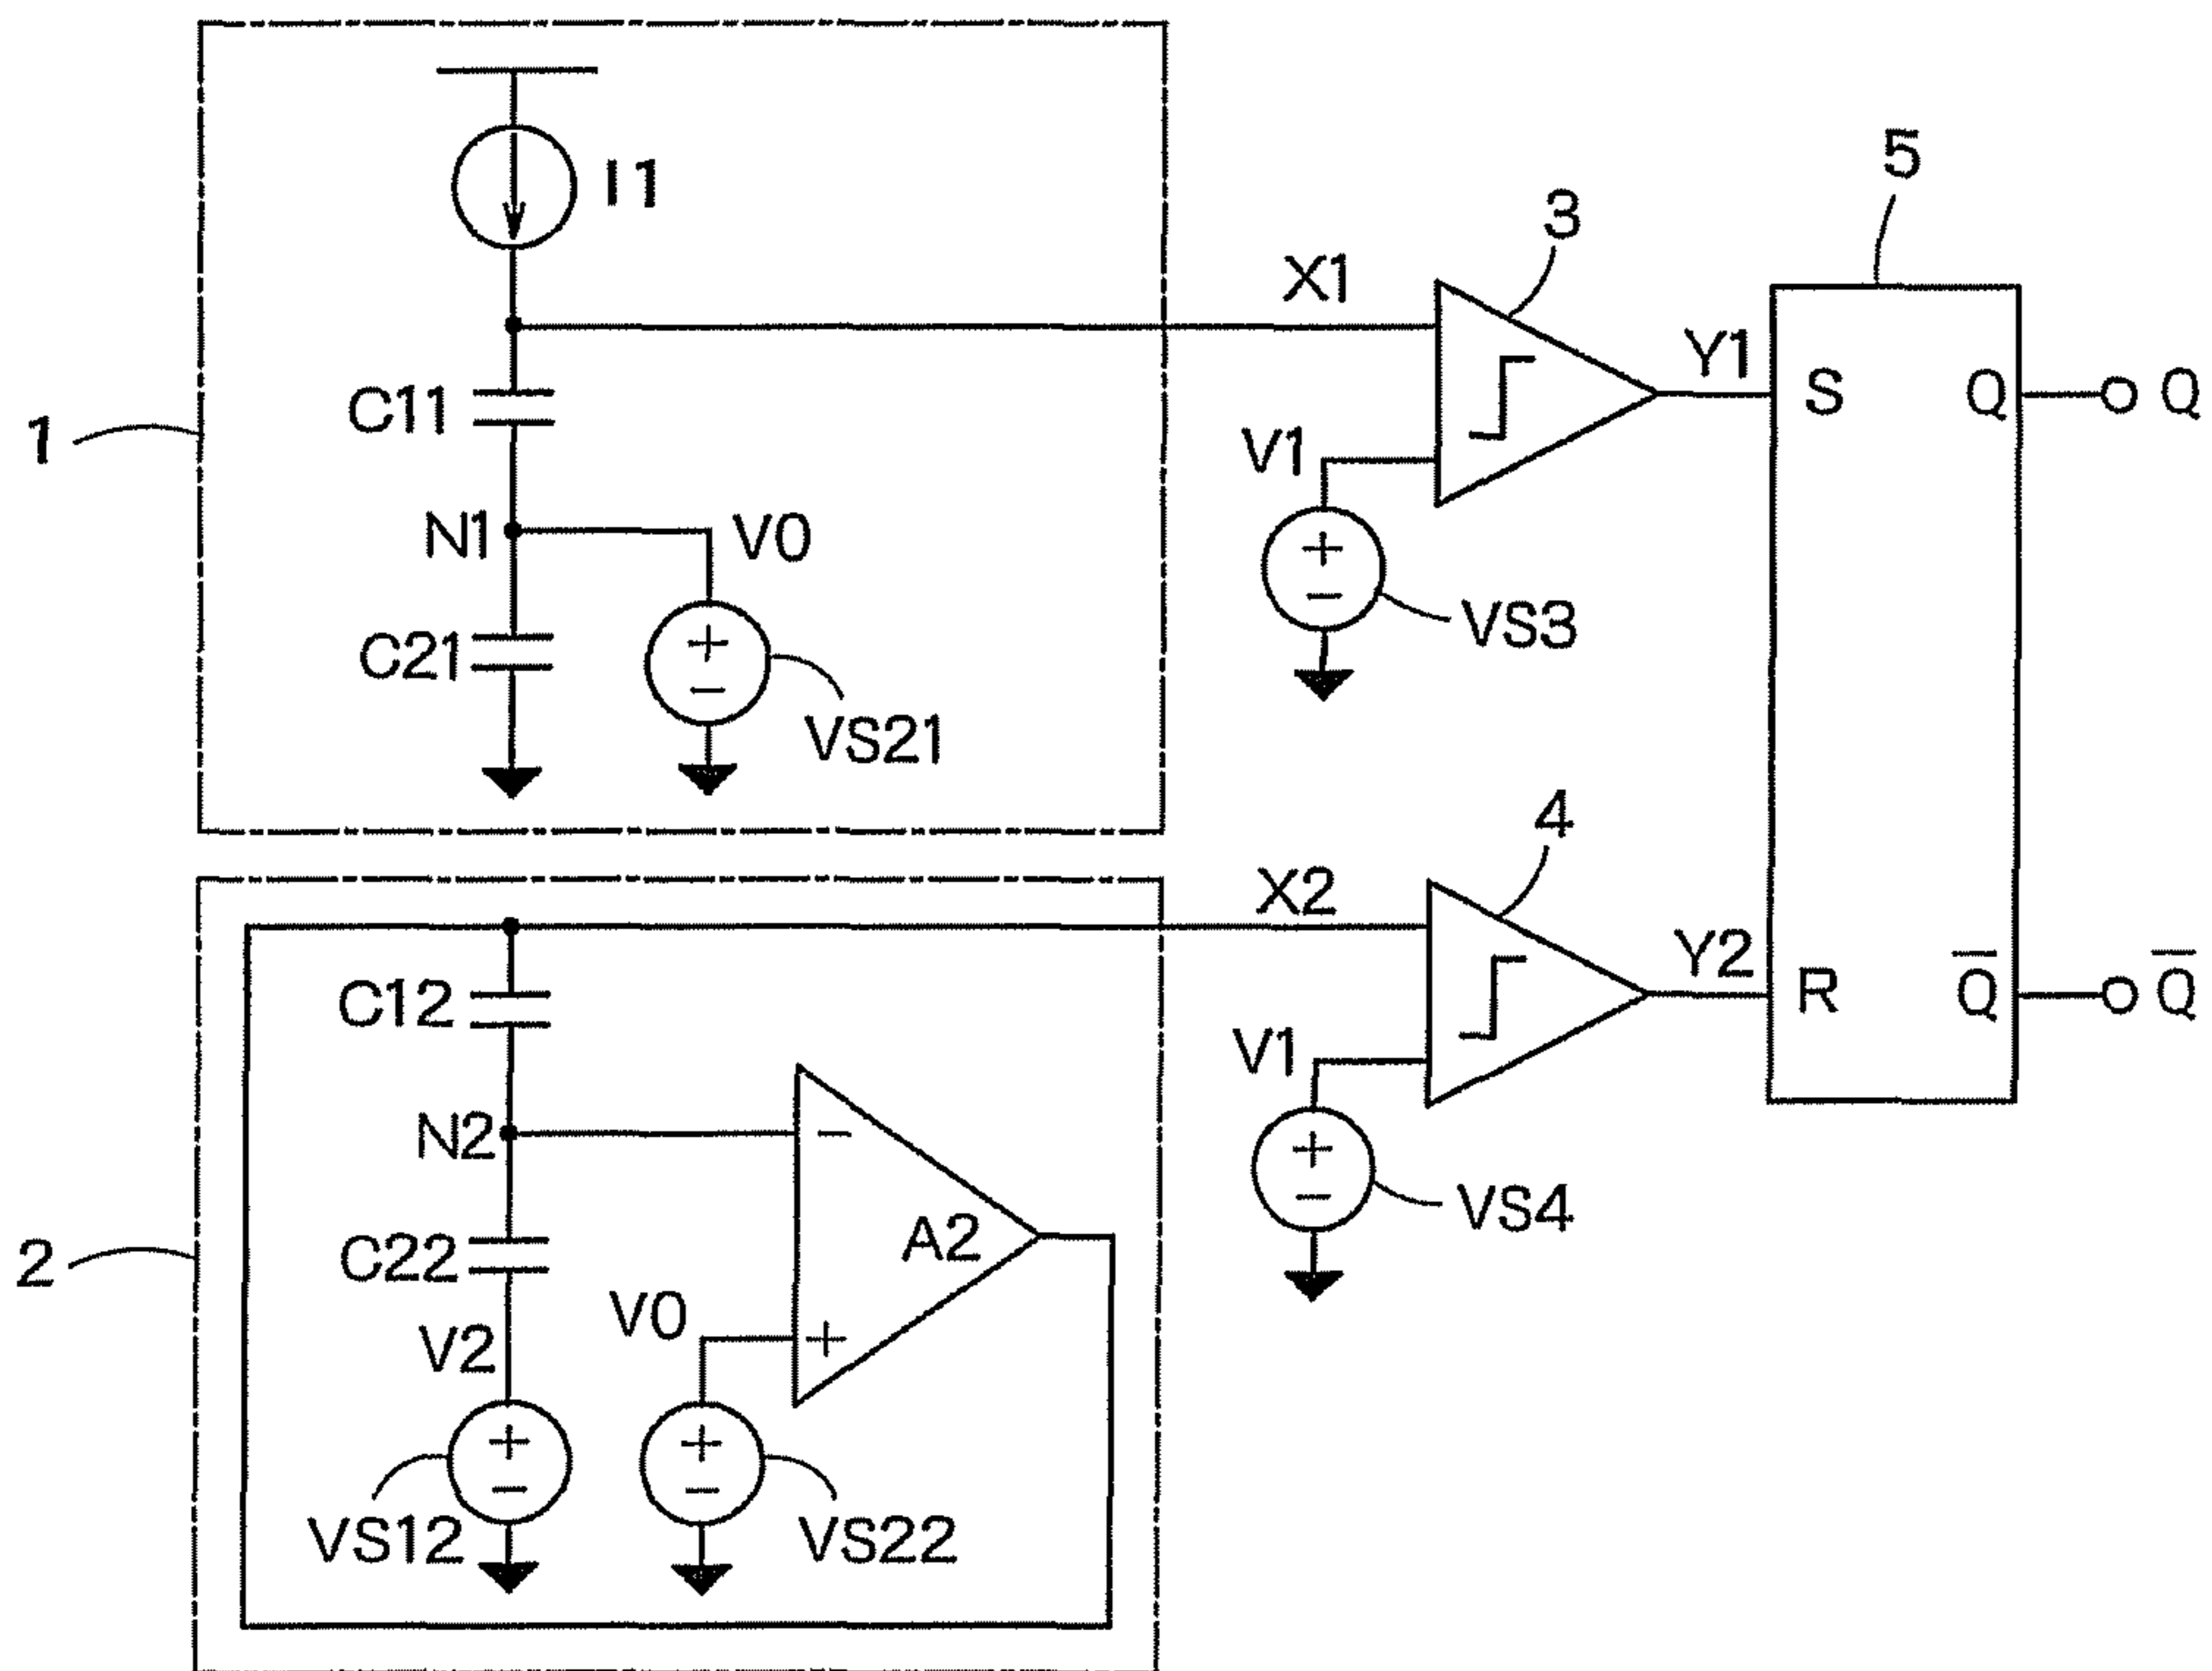 I1
5
3
X1
Y1
S
Q
Q
C11
V1
1
N1
V0
VS3
C21
VS21
4
X2
Y2
C12
R
Q̅
Q̅
V1
N2
−
A2
C22
VS4
2
V0
V2
+
VS12
VS22
+
−
+
−
+
−
+
−
+
−